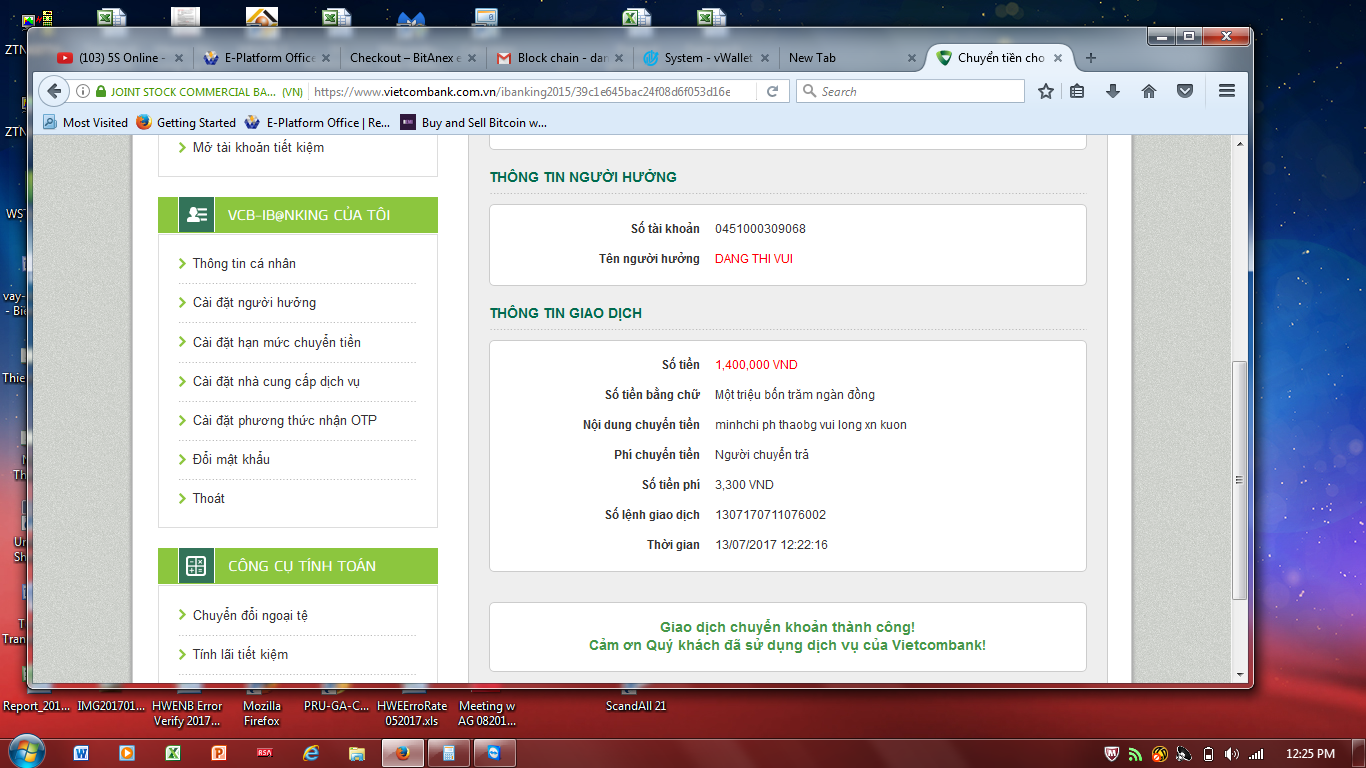 ZTN
(103) 5S Online -
E-Platform Office
Checkout – BitAnex e
Block chain - dan
System - vWallet
New Tab
Chuyển tiền cho
JOINT STOCK COMMERCIAL BA... (VN)
https://www.vietcombank.com.vn/ibanking2015/39c1e645bac24f08d6f053d16e
Search
Most Visited
Getting Started
E-Platform Office | Re...
Buy and Sell Bitcoin w...
ZTN
WST
vay-
- Bie
Thie
Th
Un
Sh
T
Tran
Mở tài khoản tiết kiệm
VCB-IB@NKING CỦA TÔI
Thông tin cá nhân
Cài đặt người hưởng
Cài đặt hạn mức chuyển tiền
Cài đặt nhà cung cấp dịch vụ
Cài đặt phương thức nhận OTP
Đổi mật khẩu
Thoát
CÔNG CỤ TÍNH TOÁN
Chuyển đổi ngoại tệ
Tính lãi tiết kiệm
THÔNG TIN NGƯỜI HƯỞNG
Số tài khoản 0451000309068
Tên người hưởng DANG THI VUI
THÔNG TIN GIAO DỊCH
Số tiền 1,400,000 VND
Số tiền bằng chữ Một triệu bốn trăm ngàn đồng
Nội dung chuyển tiền minhchi ph thaobg vui long xn kuon
Phí chuyển tiền Người chuyển trả
Số tiền phí 3,300 VND
Số lệnh giao dịch 1307170711076002
Thời gian 13/07/2017 12:22:16
Giao dịch chuyển khoản thành công!
Cảm ơn Quý khách đã sử dụng dịch vụ của Vietcombank!
Report_201...
IMG201701...
HWENB Error
Verify 2017...
Mozilla
Firefox
PRU-GA-C...
HWEErroRate
052017.xls
Meeting w
AG 08201...
ScandAll 21
RSA
12:25 PM